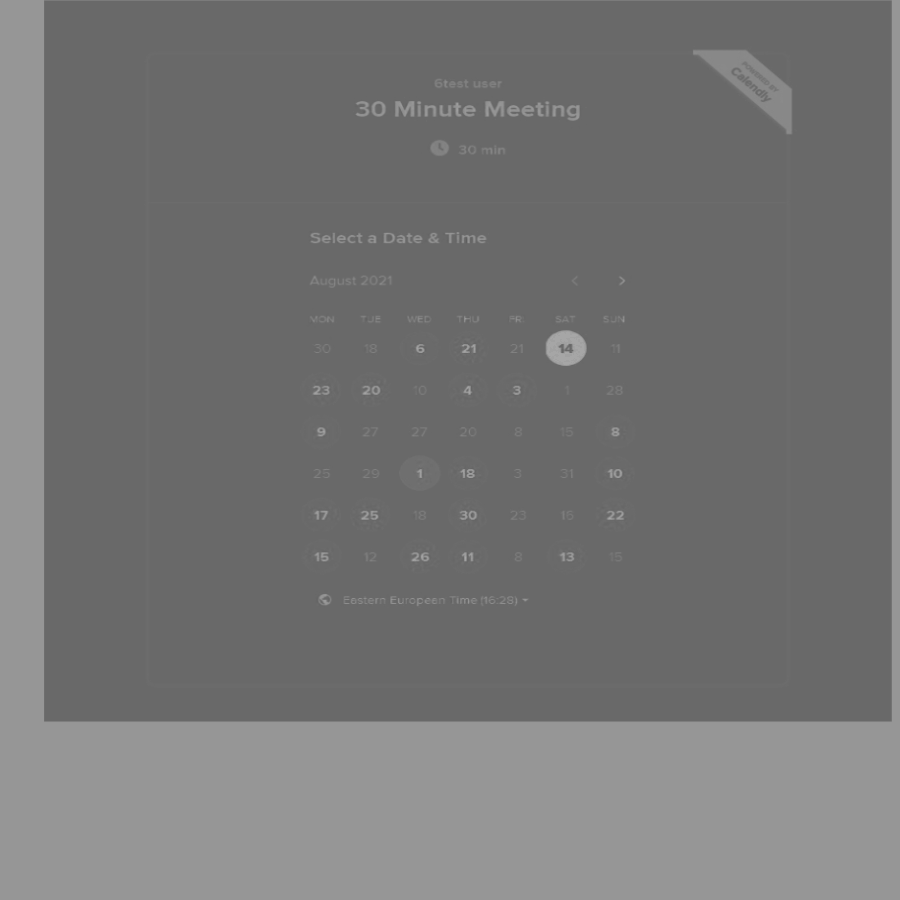 6test user
POWERED BY
Calendly
30 Minute Meeting
30 min
Select a Date & Time
August 2021
MON TUE WED THU FRI SAT SUN
30 18 6 21 21 14 11
23 20 10 4 3 1 28
9 27 27 20 8 15 8
25 29 1 18 3 31 10
17 25 18 30 23 16 22
15 12 26 11 8 13 15
Eestern Europeen Time (16:28)